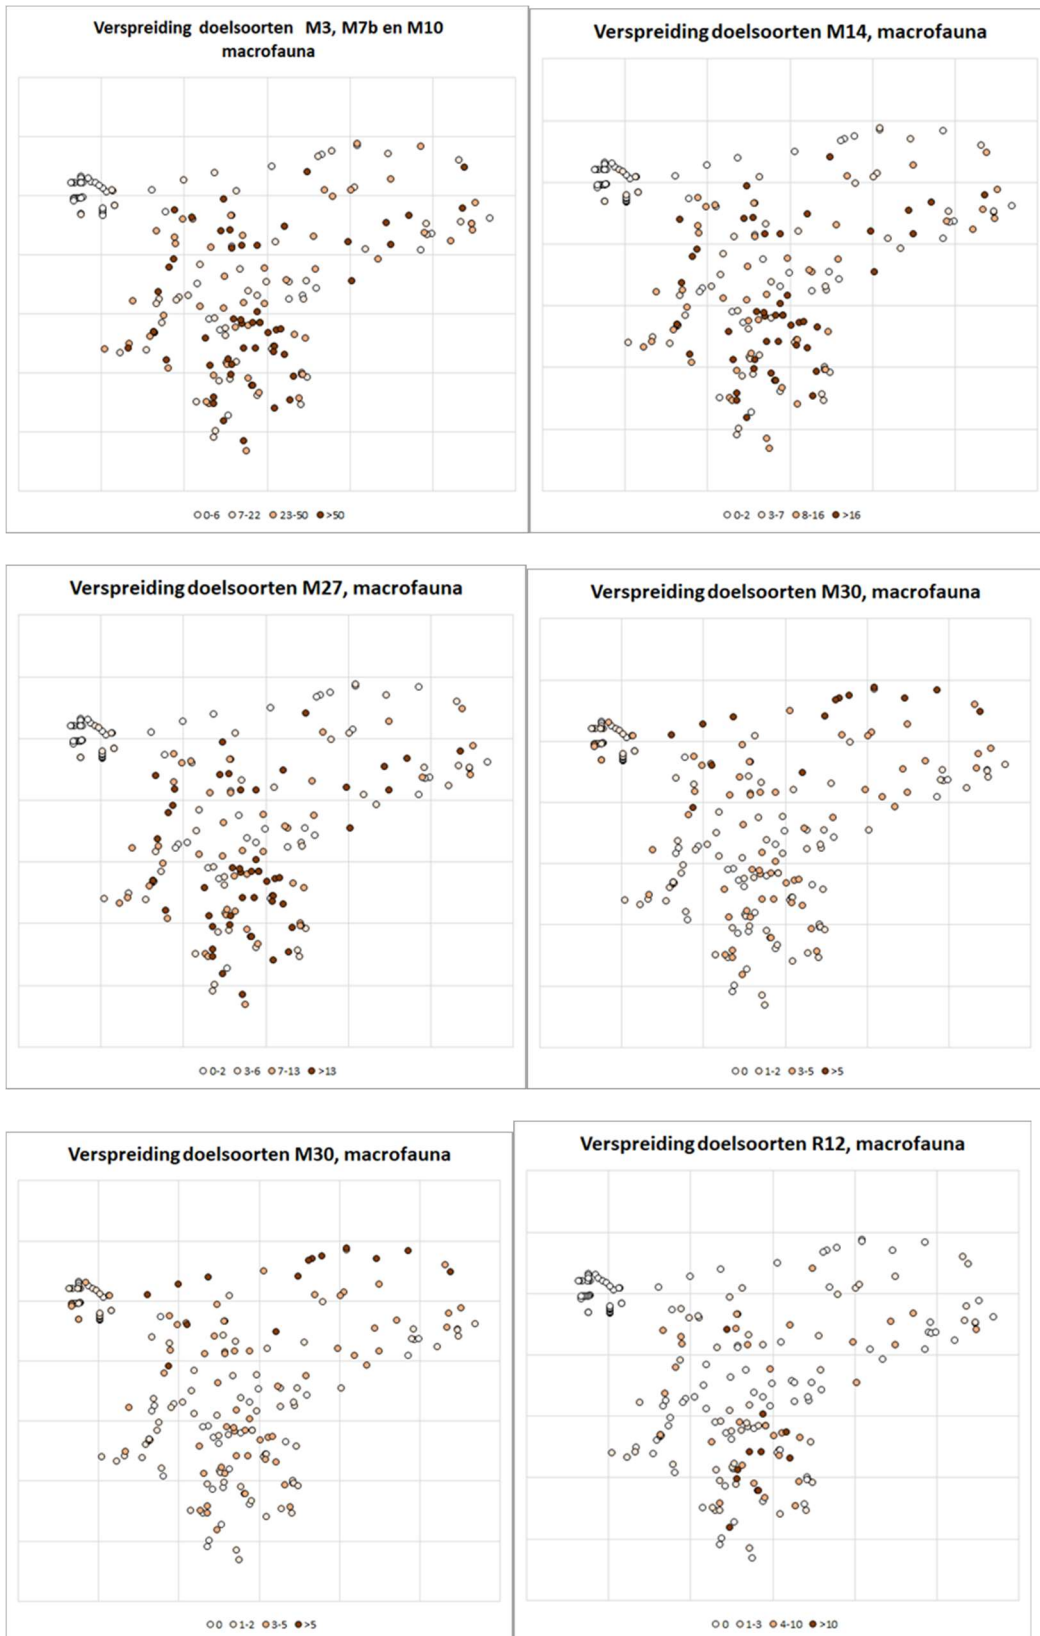 Verspreiding doelsoorten M3, M7b en M10
macrofauna
0-6 7-22 23-50 >50
Verspreiding doelsoorten M14, macrofauna
0-2 3-7 8-16 >16
Verspreiding doelsoorten M27, macrofauna
0-2 3-6 7-13 >13
Verspreiding doelsoorten M30, macrofauna
0 1-2 3-5 >5
Verspreiding doelsoorten M30, macrofauna
0 1-2 3-5 >5
Verspreiding doelsoorten R12, macrofauna
0 1-3 4-10 >10